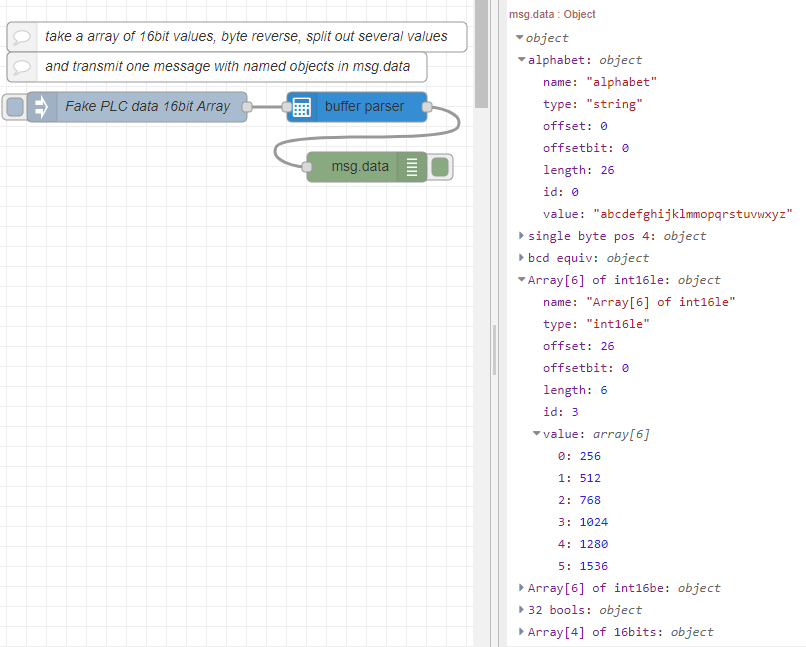 take a array of 16bit values, byte reverse, split out several values
and transmit one message with named objects in msg.data
Fake PLC data 16bit Array
buffer parser
msg.data
msg.data : Object
object
alphabet: object
name: "alphabet"
type: "string"
offset: 0
offsetbit: 0
length: 26
id: 0
value: "abcdefghijklmmopqrstuvwxyz"
single byte pos 4: object
bcd equiv: object
Array[6] of int16le: object
name: "Array[6] of int16le"
type: "int16le"
offset: 26
offsetbit: 0
length: 6
id: 3
value: array[6]
0: 256
1: 512
2: 768
3: 1024
4: 1280
5: 1536
Array[6] of int16be: object
32 bools: object
Array[4] of 16bits: object